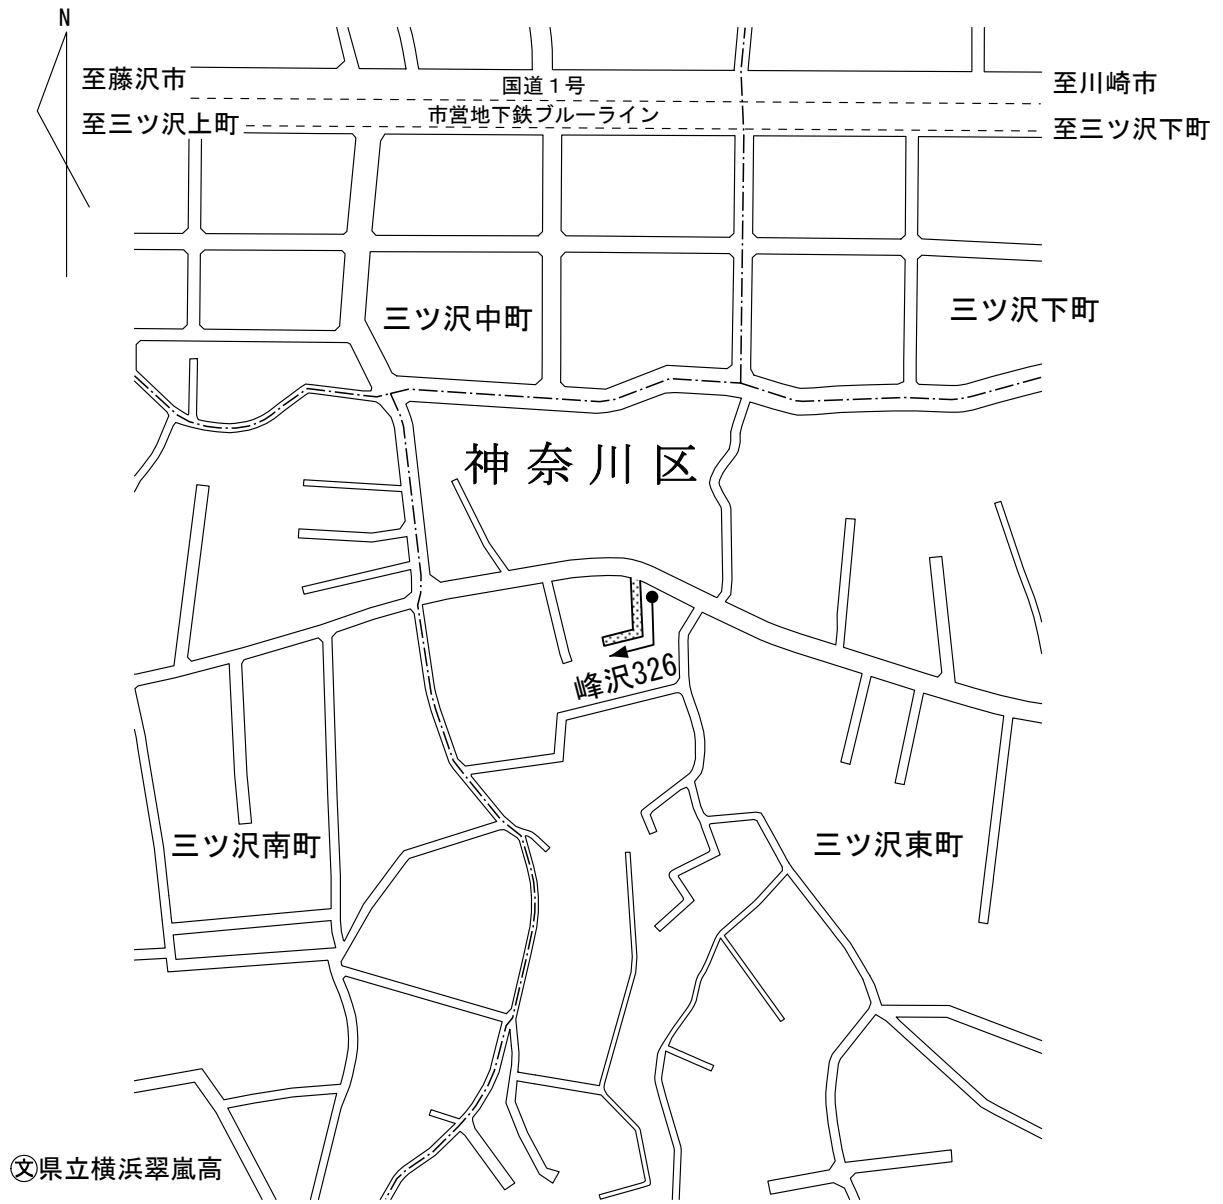 N
至藤沢市
国道1号
至川崎市
至三ツ沢上町
市営地下鉄ブルーライン
至三ツ沢下町
三ツ沢中町
三ツ沢下町
神奈川区
峰沢326
三ツ沢南町
三ツ沢東町
文県立横浜翠嵐高